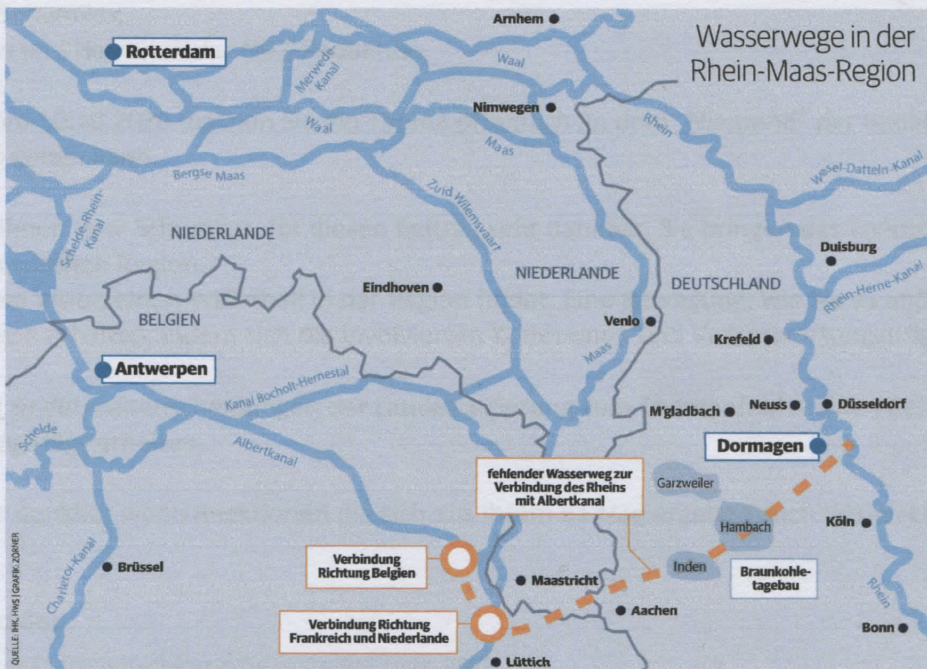 Wasserwege in der
Rhein-Maas-Region
Arnhem
Rotterdam
Merwede-
Kanal
Waal
Nimwegen
Rhein
Waal
Maas
Bergse Maas
Wesel-Datteln-Kanal
Schelde-Rhein-
Kanal
Zuid Wilemsvaart
NIEDERLANDE
NIEDERLANDE
DEUTSCHLAND
Duisburg
Rhein-Herne-Kanal
Eindhoven
BELGIEN
Venlo
Krefeld
Maas
Antwerpen
Kanal Bocholt-Hernestal
M'gladbach
Neuss
Düsseldorf
Schelde
Albertkanal
Dormagen
fehlender Wasserweg zur
Verbindung des Rheins
mit Albertkanal
Garzweiler
Hambach
Köln
Charleroi-Kanal
Brüssel
Verbindung
Richtung Belgien
Maastricht
Inden
Braunkohle-
tagebau
Rhein
Verbindung Richtung
Frankreich und Niederlande
Aachen
Bonn
Lüttich
QUELLE: IHK, HWS | GRAFIK: ZÖRNER